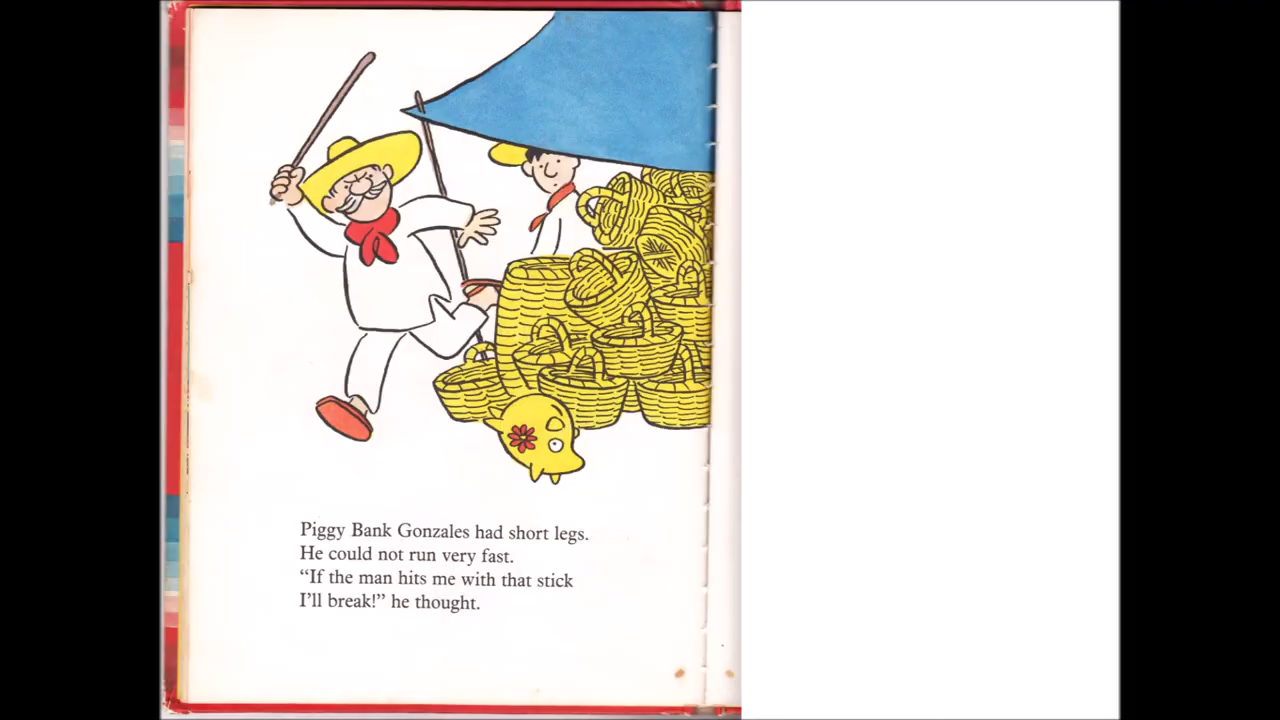 Piggy Bank Gonzales had short legs.
He could not run very fast.
“If the man hits me with that stick
I’ll break!” he thought.